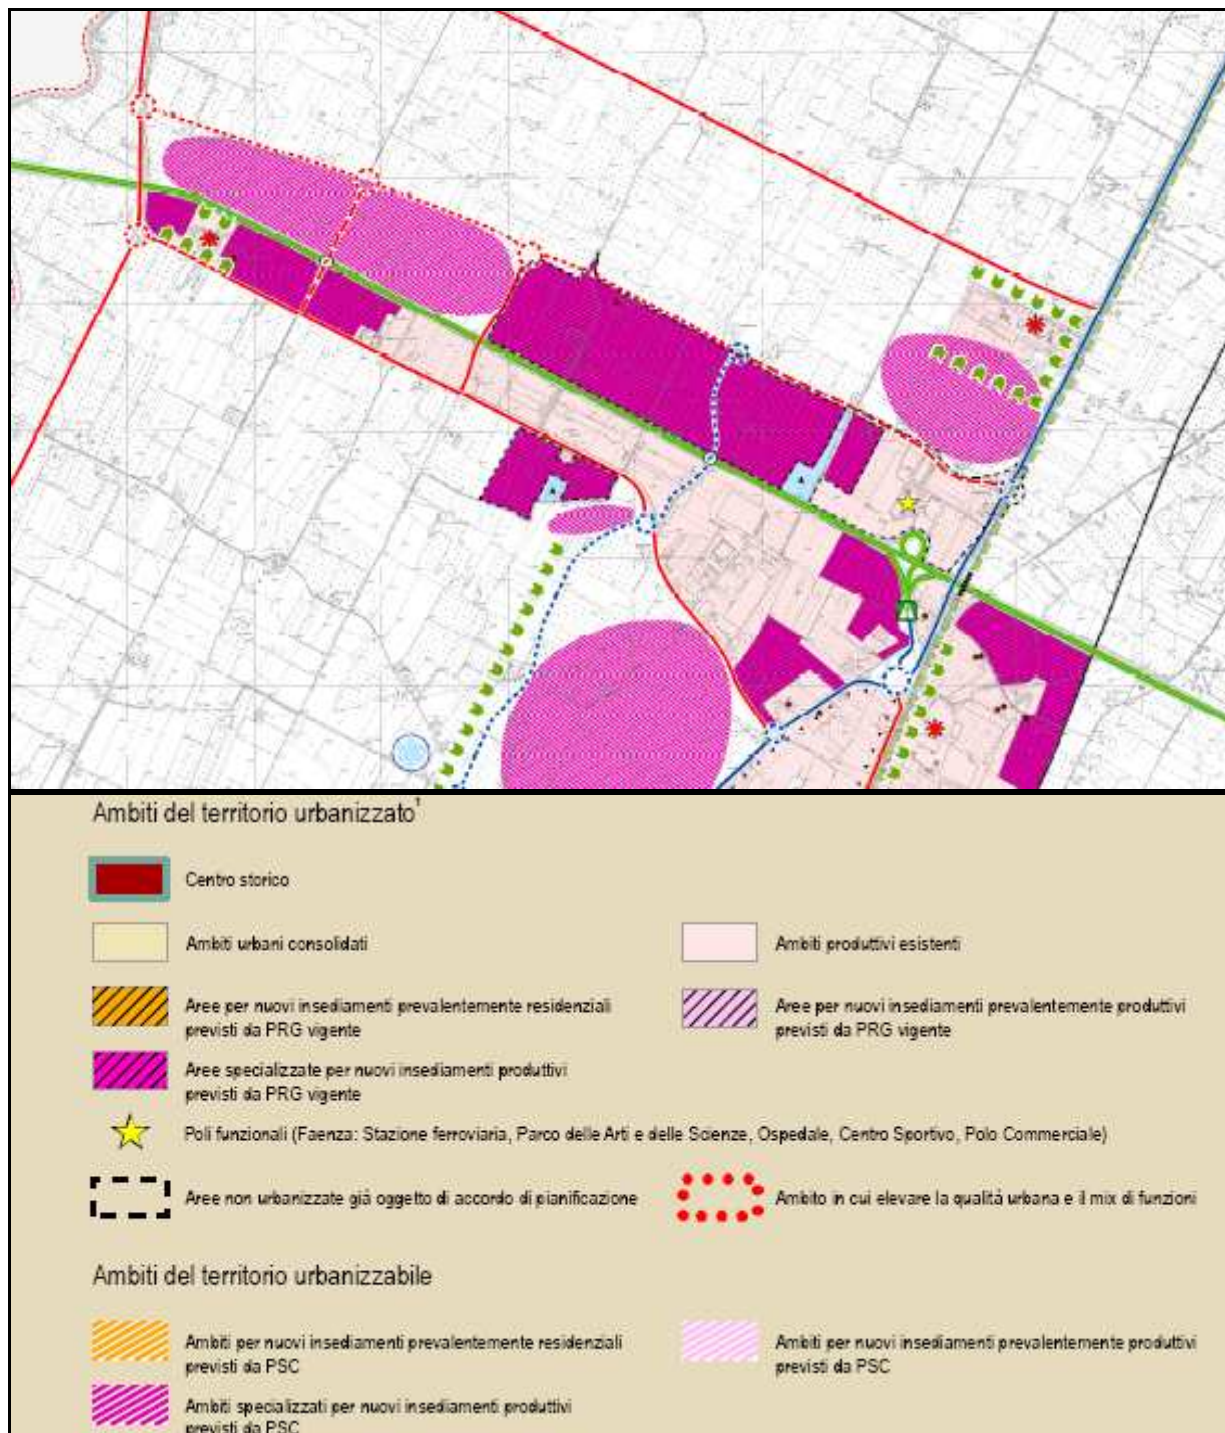 Ambiti del territorio urbanizzato¹
Centro storico
Ambiti urbani consolidati
Ambiti produttivi esistenti
Aree per nuovi insediamenti prevalentemente residenziali
previsti da PRG vigente
Aree per nuovi insediamenti prevalentemente produttivi
previsti da PRG vigente
Aree specializzate per nuovi insediamenti produttivi
previsti da PRG vigente
Poli funzionali (Faenza: Stazione ferroviaria, Parco delle Arti e delle Scienze, Ospedale, Centro Sportivo, Polo Commerciale)
Aree non urbanizzate già oggetto di accordo di pianificazione
Ambito in cui elevare la qualità urbana e il mix di funzioni
Ambiti del territorio urbanizzabile
Ambiti per nuovi insediamenti prevalentemente residenziali
previsti da PSC
Ambiti per nuovi insediamenti prevalentemente produttivi
previsti da PSC
Ambiti specializzati per nuovi insediamenti produttivi
previsti da PSC